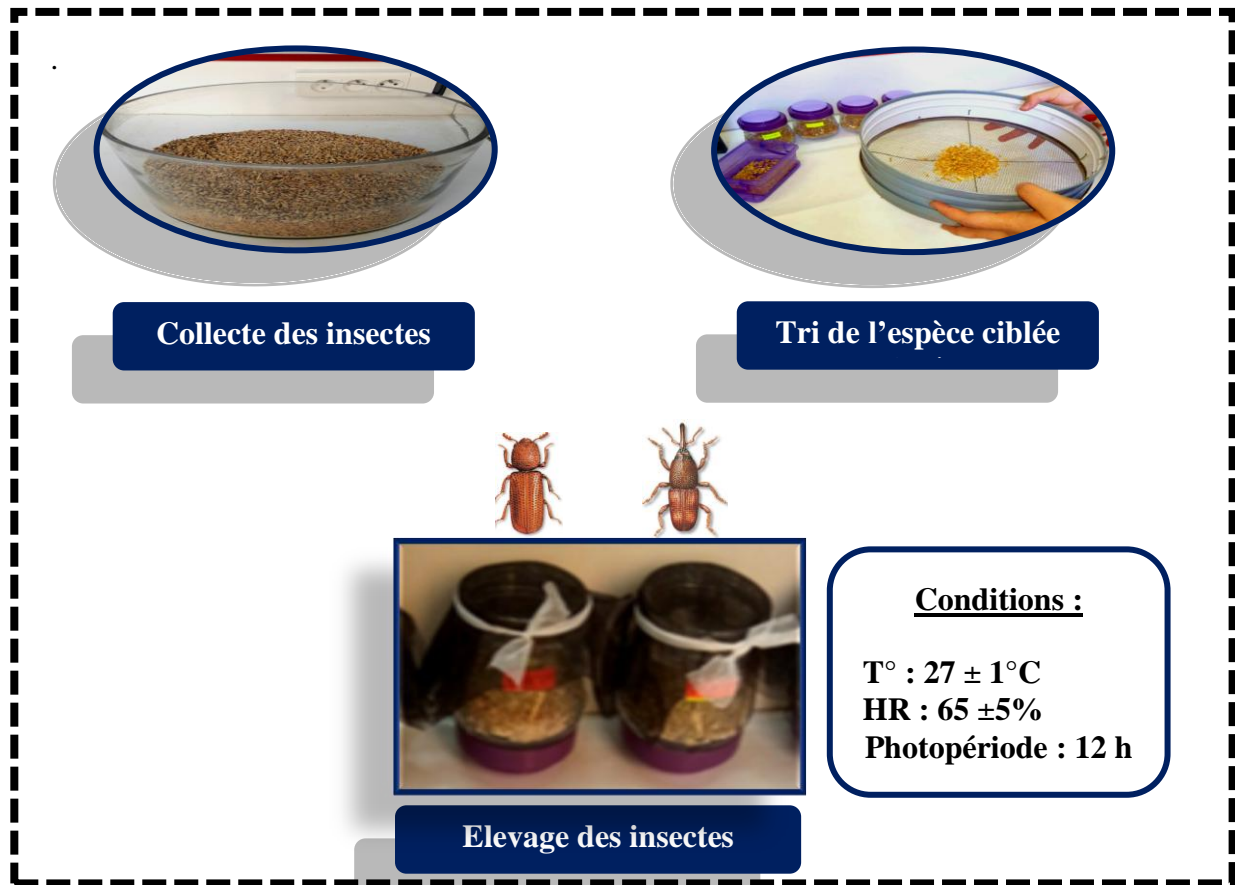 Collecte des insectes
Tri de l’espèce ciblée
Conditions :
T° : 27 ± 1°C
HR : 65 ±5%
Photopériode : 12 h
Elevage des insectes